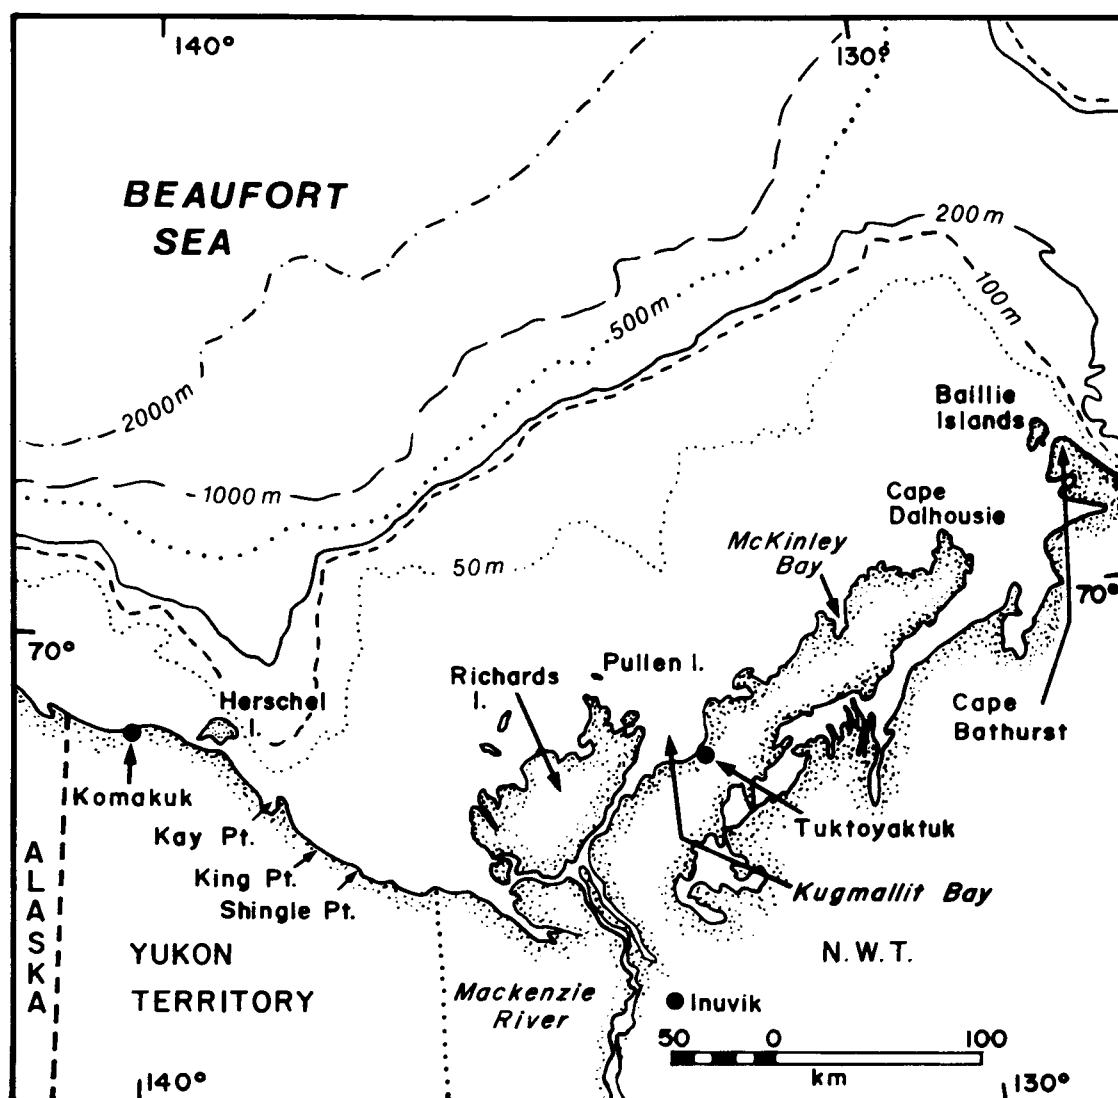 140°
130°
BEAUFORT
SEA
200m
100m
500m
2000m
1000m
50m
Baillie
Islands
Cape
Dalhousie
McKinley
Bay
70°
70°
Herschel
I.
Richards
I.
Pullen I.
Cape
Bathurst
Komakuk
Kay Pt.
King Pt.
Shingle Pt.
Tuktoyaktuk
Kugmallit Bay
ALASKA
YUKON
TERRITORY
N.W.T.
Mackenzie
River
Inuvik
50 0 100
km
140°
130°